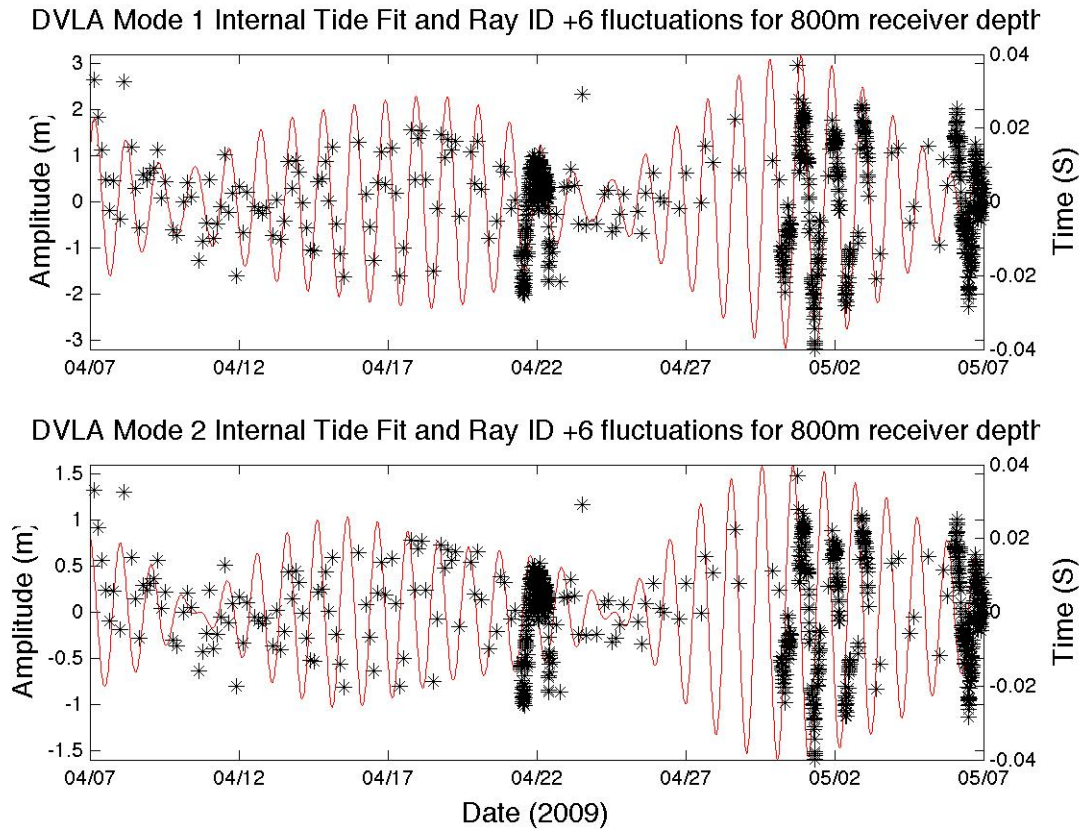 DVLA Mode 1 Internal Tide Fit and Ray ID +6 fluctuations for 800m receiver depth
3
2
1
0
-1
-2
-3
Amplitude (m)
0.04
0.02
0
-0.02
-0.04
Time (S)
04/07 04/12 04/17 04/22 04/27 05/02 05/07
DVLA Mode 2 Internal Tide Fit and Ray ID +6 fluctuations for 800m receiver depth
1.5
1
0.5
0
-0.5
-1
-1.5
Amplitude (m)
0.04
0.02
0
-0.02
-0.04
Time (S)
04/07 04/12 04/17 04/22 04/27 05/02 05/07
Date (2009)